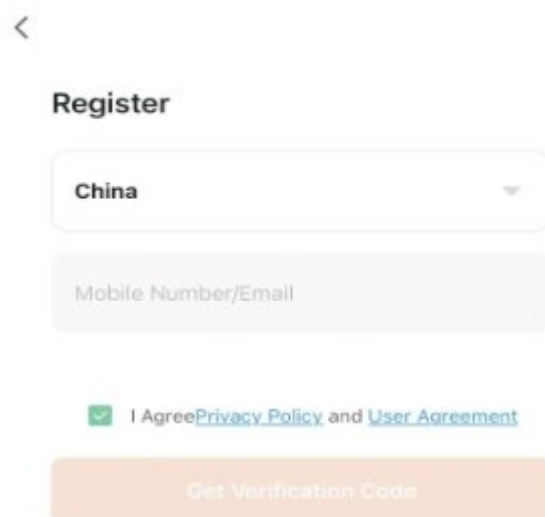 Register
China
Mobile Number/Email
I AgreePrivacy Policy and User Agreement
Get Verification Code